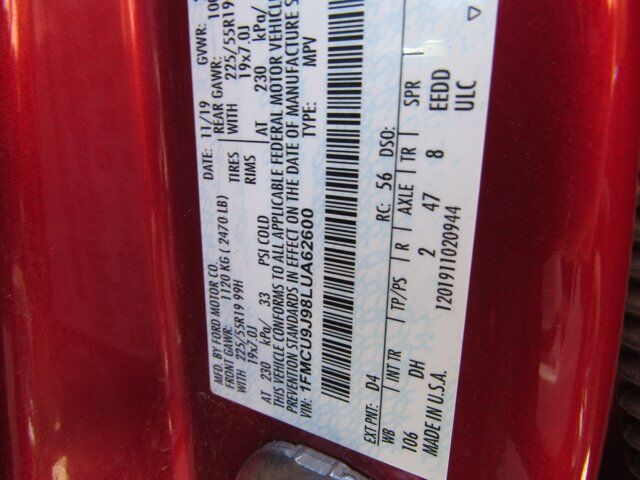 MFD. BY FORD MOTOR CO.
DATE: 11/19 GVWR:
FRONT GAWR: 1120 KG ( 2470 LB) REAR GAWR:
WITH 225/55R19 99H TIRES WITH 225/55R19
19x7.0J RIMS 19x7.0J
AT 230 kPa/ 33 PSI COLD AT 230 kPa/
THIS VEHICLE CONFORMS TO ALL APPLICABLE FEDERAL MOTOR VEHICLE
PREVENTION STANDARDS IN EFFECT ON THE DATE OF MANUFACTURE
VIN: 1FMCU9J98LUA62600 TYPE: MPV
EXT PNT: D4 RC: 56 DSO:
WB INT TR TP/PS R AXLE TR SPR
106 DH 2 47 8 EEDD
MADE IN U.S.A. 1201911020944 ULC